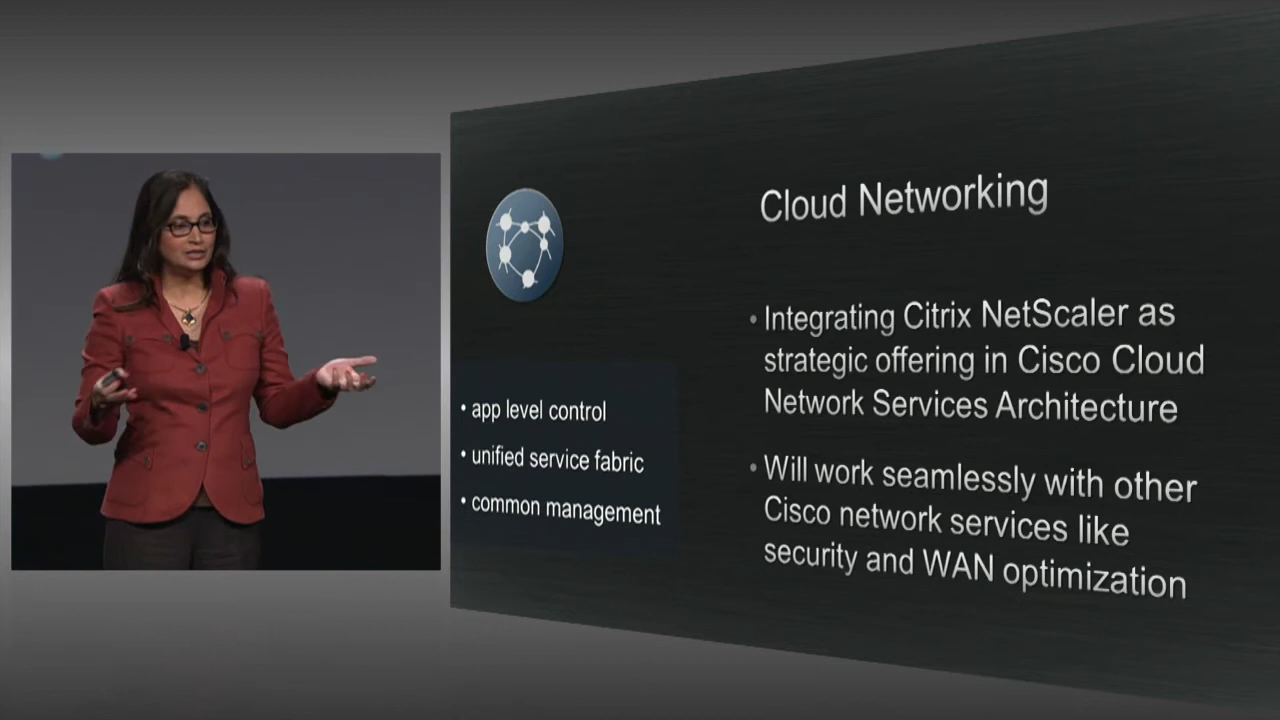 Cloud Networking
• app level control
• unified service fabric
• common management
• Integrating Citrix NetScaler as
strategic offering in Cisco Cloud
Network Services Architecture
• Will work seamlessly with other
Cisco network services like
security and WAN optimization